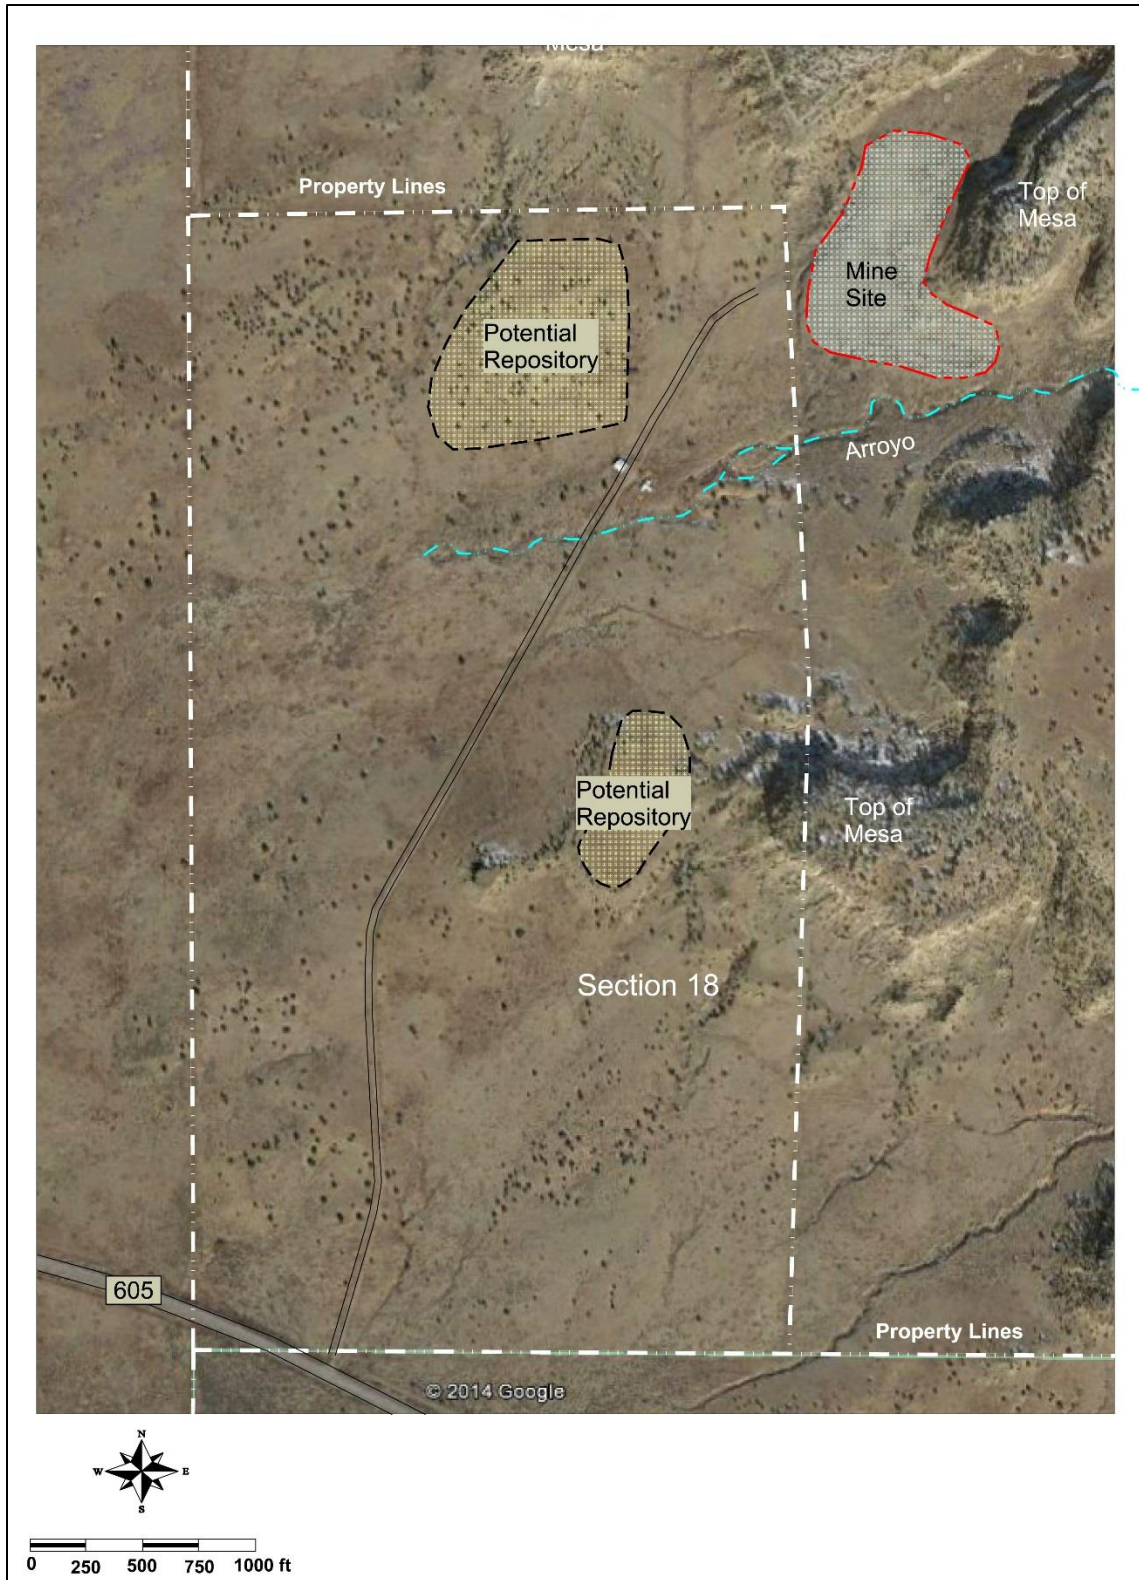 Mesa
Property Lines
Top of
Mesa
Mine
Site
Potential
Repository
Arroyo
Potential
Repository
Top of
Mesa
Section 18
605
Property Lines
© 2014 Google
N
W E
S
0 250 500 750 1000 ft